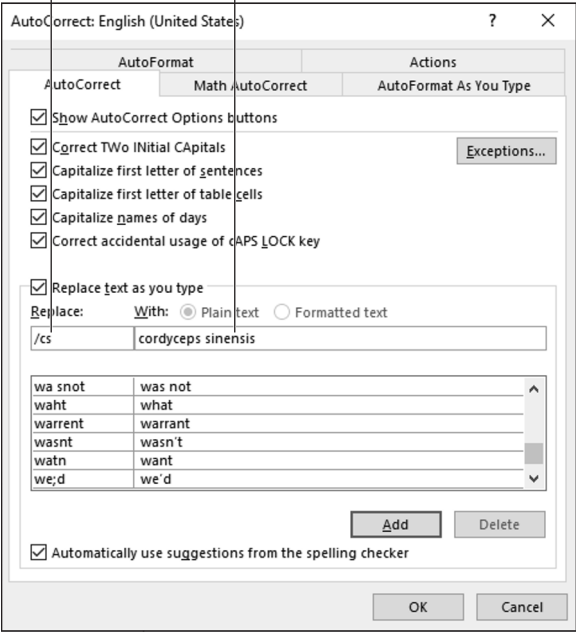 AutoCorrect: English (United States) ? ×
AutoFormat Actions
AutoCorrect Math AutoCorrect AutoFormat As You Type
Show AutoCorrect Options buttons
Correct TWo INitial CApitals Exceptions...
Capitalize first letter of sentences
Capitalize first letter of table cells
Capitalize names of days
Correct accidental usage of cAPS LOCK key
Replace text as you type
Replace: With: Plain text Formatted text
/cs cordyceps sinensis
wa snot was not
waht what
warrent warrant
wasnt wasn't
watn want
we;d we'd
Add Delete
Automatically use suggestions from the spelling checker
OK Cancel